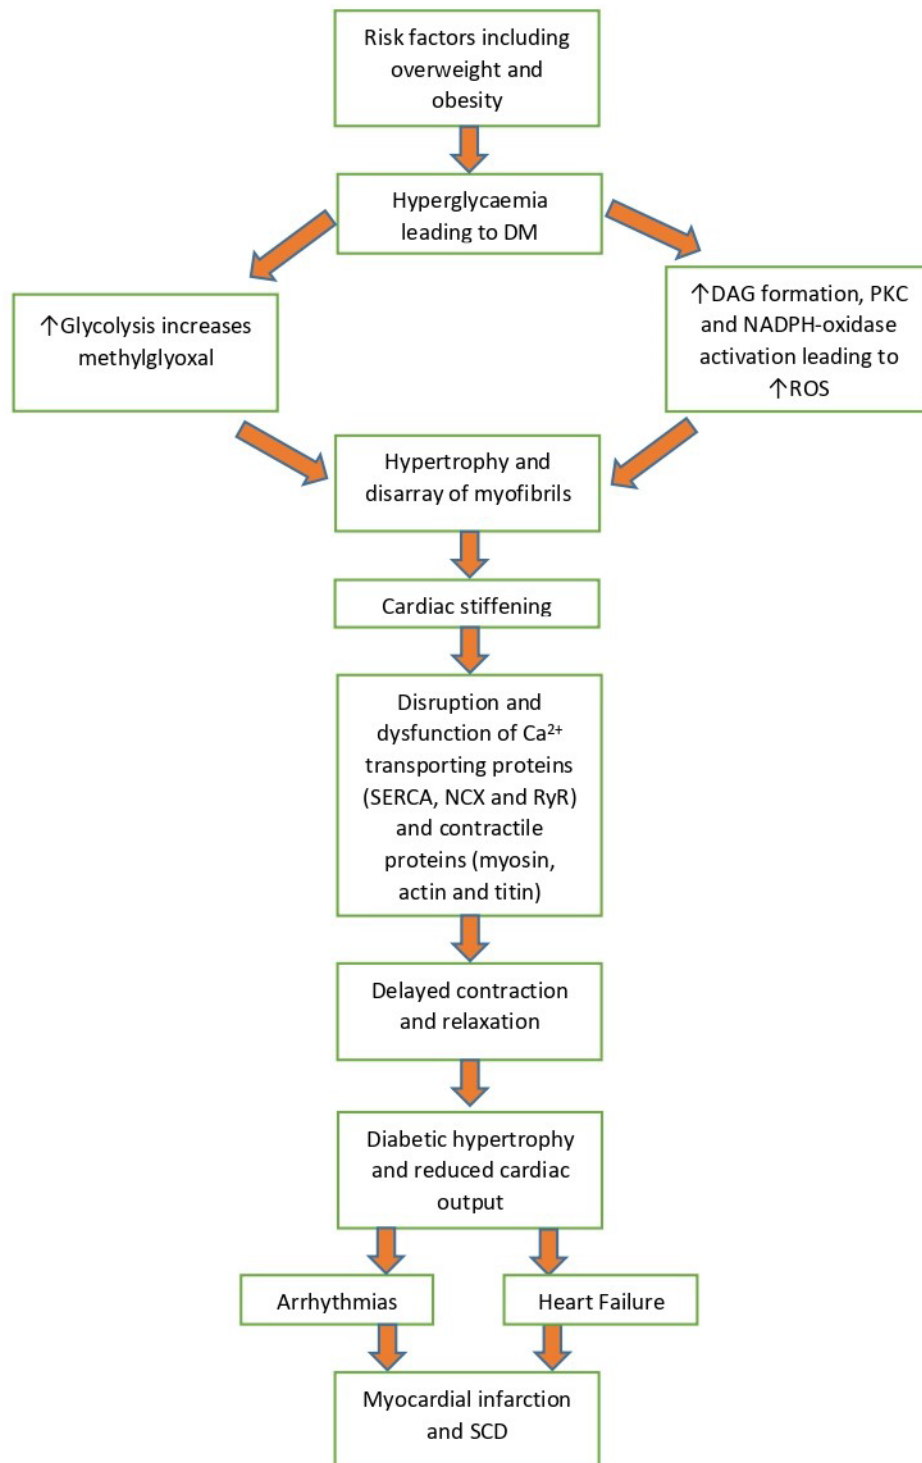 Risk factors including
overweight and
obesity
Hyperglycaemia
leading to DM
↑Glycolysis increases
methylglyoxal
↑DAG formation, PKC
and NADPH-oxidase
activation leading to
↑ROS
Hypertrophy and
disarray of myofibrils
Cardiac stiffening
Disruption and
dysfunction of Ca²⁺
transporting proteins
(SERCA, NCX and RyR)
and contractile
proteins (myosin,
actin and titin)
Delayed contraction
and relaxation
Diabetic hypertrophy
and reduced cardiac
output
Arrhythmias
Heart Failure
Myocardial infarction
and SCD